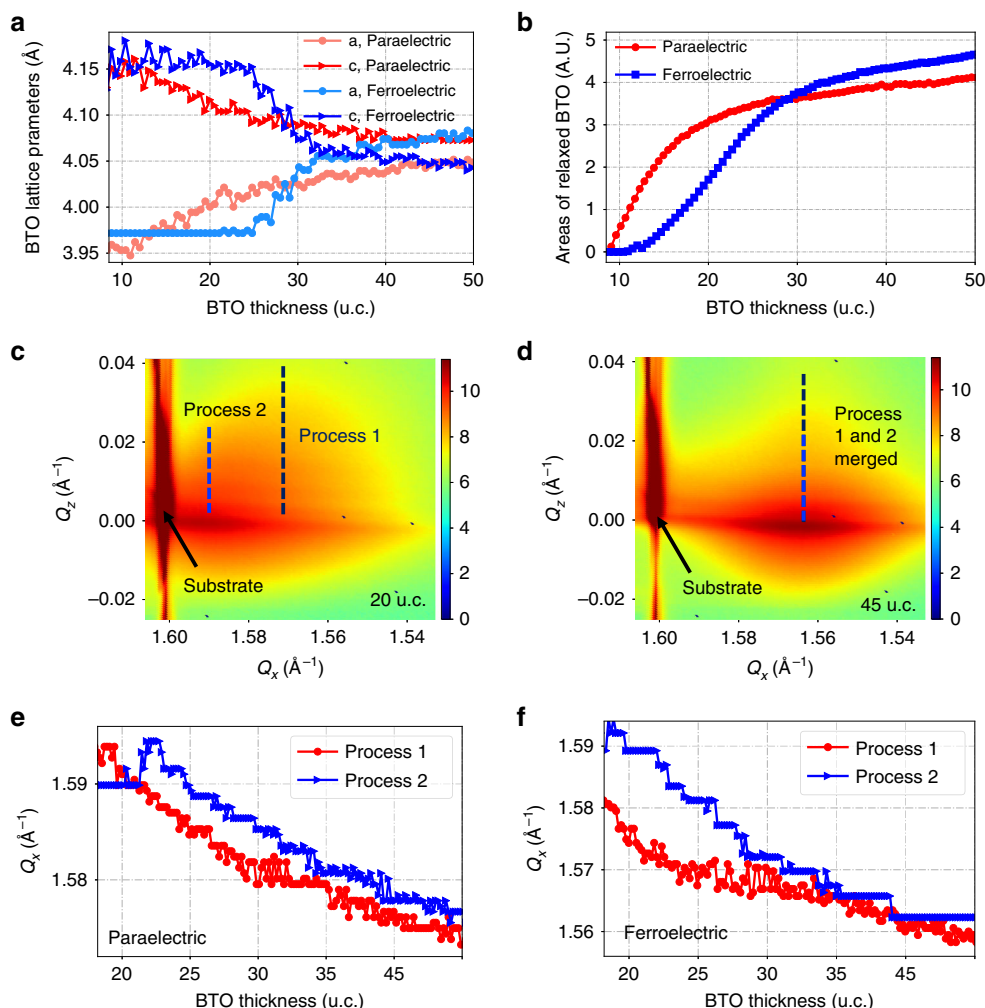 a
BTO lattice parameters (Å)
4.15
4.10
4.05
4.00
3.95
a, Paraelectric
c, Paraelectric
a, Ferroelectric
c, Ferroelectric
10 20 30 40 50
BTO thickness (u.c.)
b
Areas of relaxed BTO (A.U.)
5
4
3
2
1
0
Paraelectric
Ferroelectric
10 20 30 40 50
BTO thickness (u.c.)
c
Qz (Å−1)
0.04
0.02
0.00
−0.02
Process 2
Process 1
Substrate
20 u.c.
1.60 1.58 1.56 1.54
Qx (Å−1)
10
8
6
4
2
0
d
Qz (Å−1)
0.04
0.02
0.00
−0.02
Process
1 and 2
merged
Substrate
45 u.c.
1.60 1.58 1.56 1.54
Qx (Å−1)
10
8
6
4
2
0
e
Qx (Å−1)
1.59
1.58
Process 1
Process 2
Paraelectric
20 25 30 35 45
BTO thickness (u.c.)
f
Qx (Å−1)
1.59
1.58
1.57
1.56
Process 1
Process 2
Ferroelectric
20 25 30 35 45
BTO thickness (u.c.)